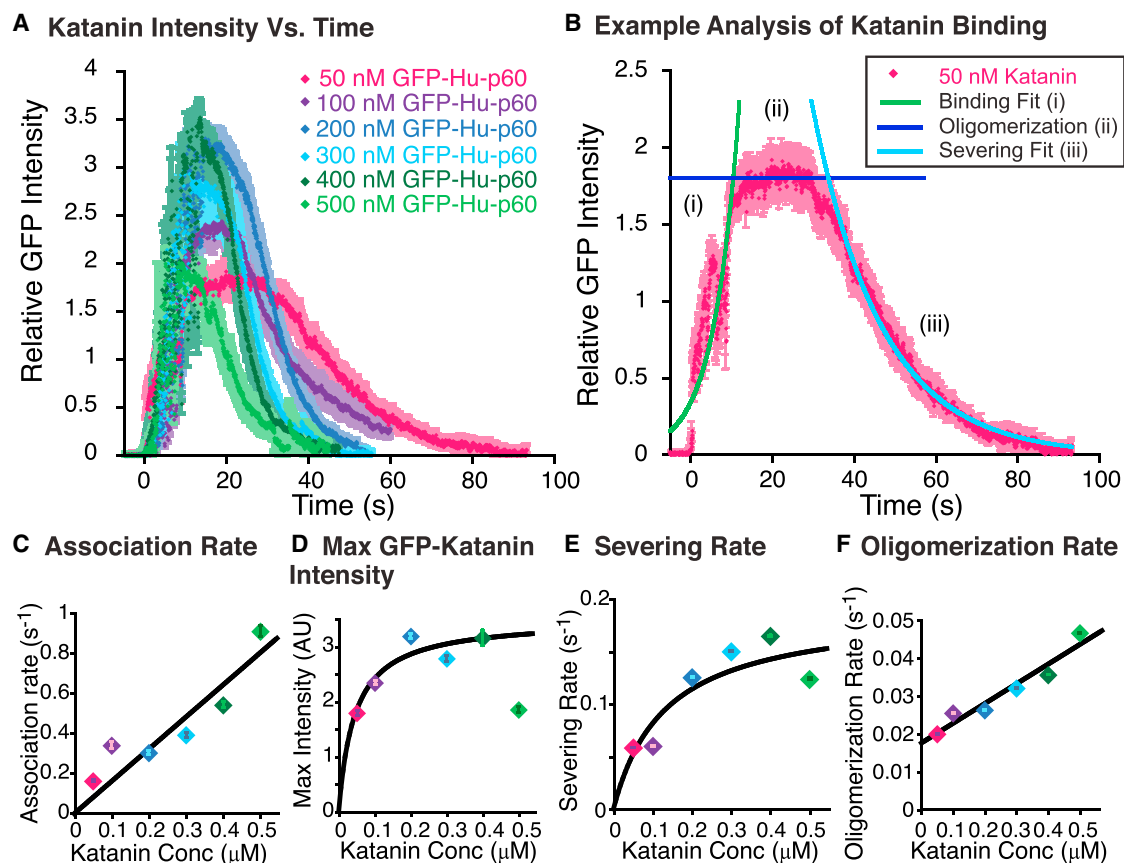 A Katanin Intensity Vs. Time
Relative GFP Intensity
4
3.5
3
2.5
2
1.5
1
0.5
0
50 nM GFP-Hu-p60
100 nM GFP-Hu-p60
200 nM GFP-Hu-p60
300 nM GFP-Hu-p60
400 nM GFP-Hu-p60
500 nM GFP-Hu-p60
0 20 40 60 80 100
Time (s)
B Example Analysis of Katanin Binding
Relative GFP Intensity
2.5
2
1.5
1
0.5
0
50 nM Katanin
Binding Fit (i)
Oligomerization (ii)
Severing Fit (iii)
(i)
(ii)
(iii)
0 20 40 60 80 100
Time (s)
C Association Rate
Association rate (s-1)
1
0.8
0.6
0.4
0.2
0
0 0.1 0.2 0.3 0.4 0.5
Katanin Conc (μM)
D Max GFP-Katanin
Intensity
Max Intensity (AU)
3
2
1
0
0 0.1 0.2 0.3 0.4 0.5
Katanin Conc (μM)
E Severing Rate
Severing Rate (s-1)
0.2
0.1
0
0 0.1 0.2 0.3 0.4 0.5
Katanin Conc (μM)
F Oligomerization Rate
Oligomerization Rate (s-1)
0.05
0.04
0.03
0.02
0.01
0
0 0.1 0.2 0.3 0.4 0.5
Katanin Conc (μM)